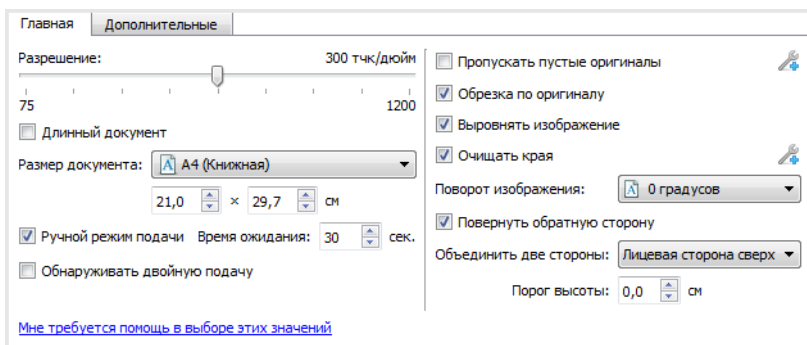 Главная Дополнительные
Разрешение: 300 тчк/дюйм
75 1200
Длинный документ
Размер документа: A4 (Книжная)
21,0 × 29,7 см
Ручной режим подачи Время ожидания: 30 сек.
Обнаруживать двойную подачу
Мне требуется помощь в выборе этих значений
Пропускать пустые оригиналы
Обрезка по оригиналу
Выровнять изображение
Очищать края
Поворот изображения: 0 градусов
Повернуть обратную сторону
Объединить две стороны: Лицевая сторона сверх
Порог высоты: 0,0 см